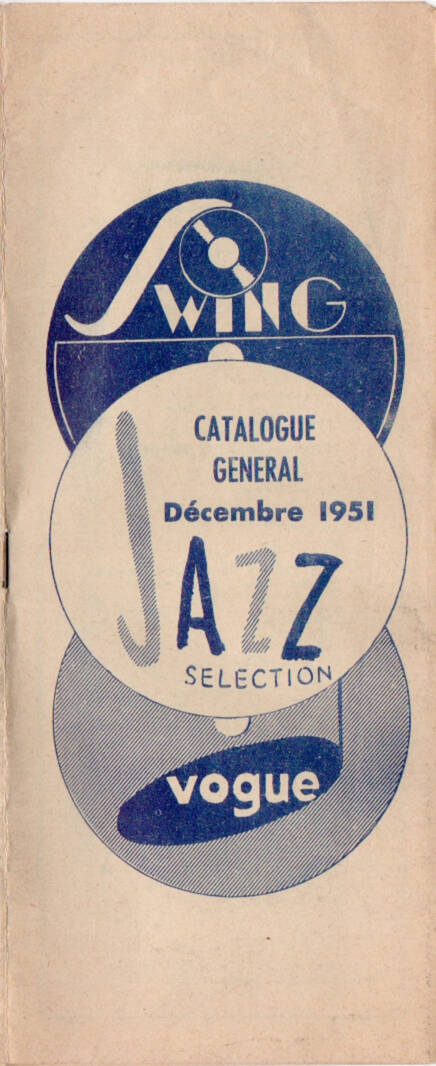 SWING
CATALOGUE
GENERAL
Décembre 1951
JAZZ
SELECTION
vogue